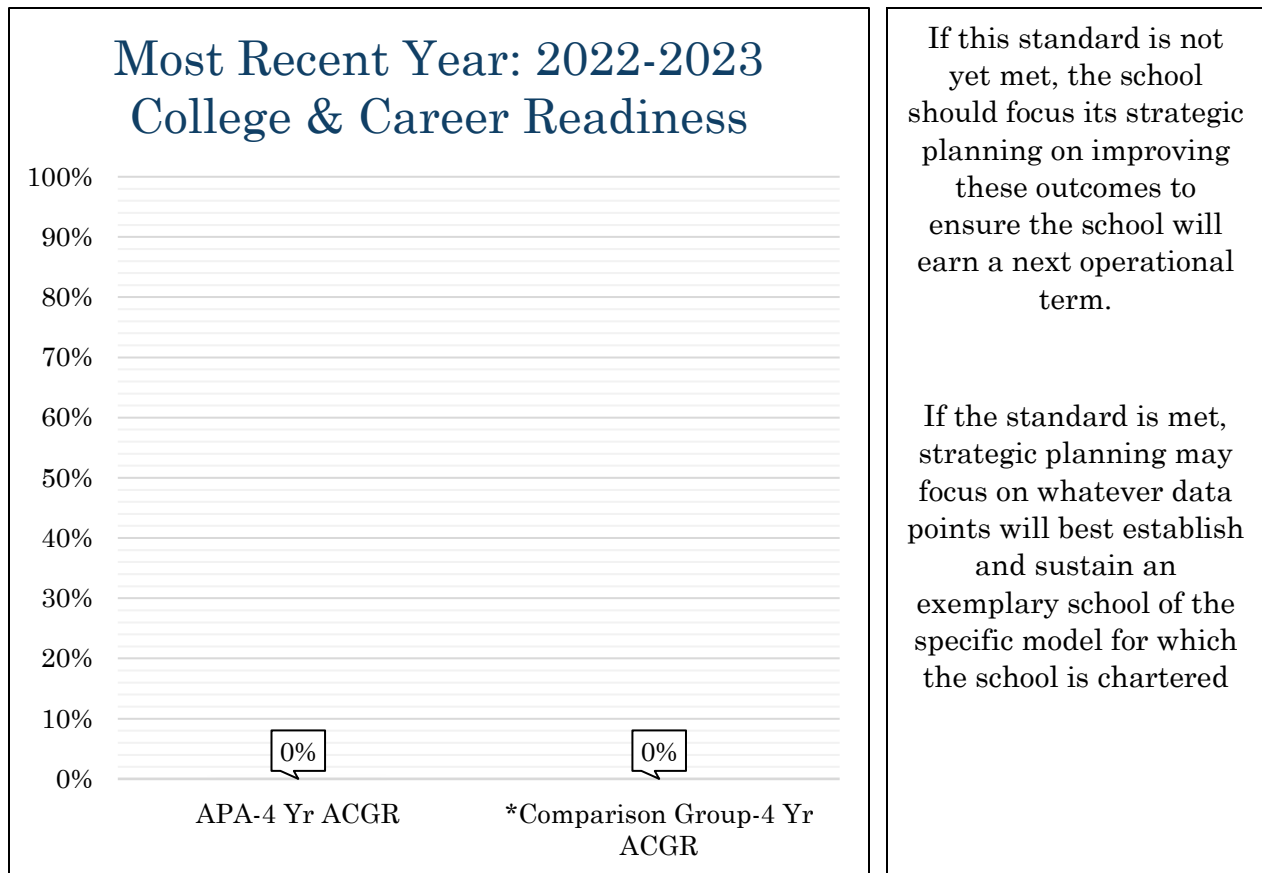 Most Recent Year: 2022-2023
College & Career Readiness
100%
90%
80%
70%
60%
50%
40%
30%
20%
10%
0%
0%
0%
APA-4 Yr ACGR
*Comparison Group-4 Yr
ACGR
If this standard is not
yet met, the school
should focus its strategic
planning on improving
these outcomes to
ensure the school will
earn a next operational
term.
If the standard is met,
strategic planning may
focus on whatever data
points will best establish
and sustain an
exemplary school of the
specific model for which
the school is chartered